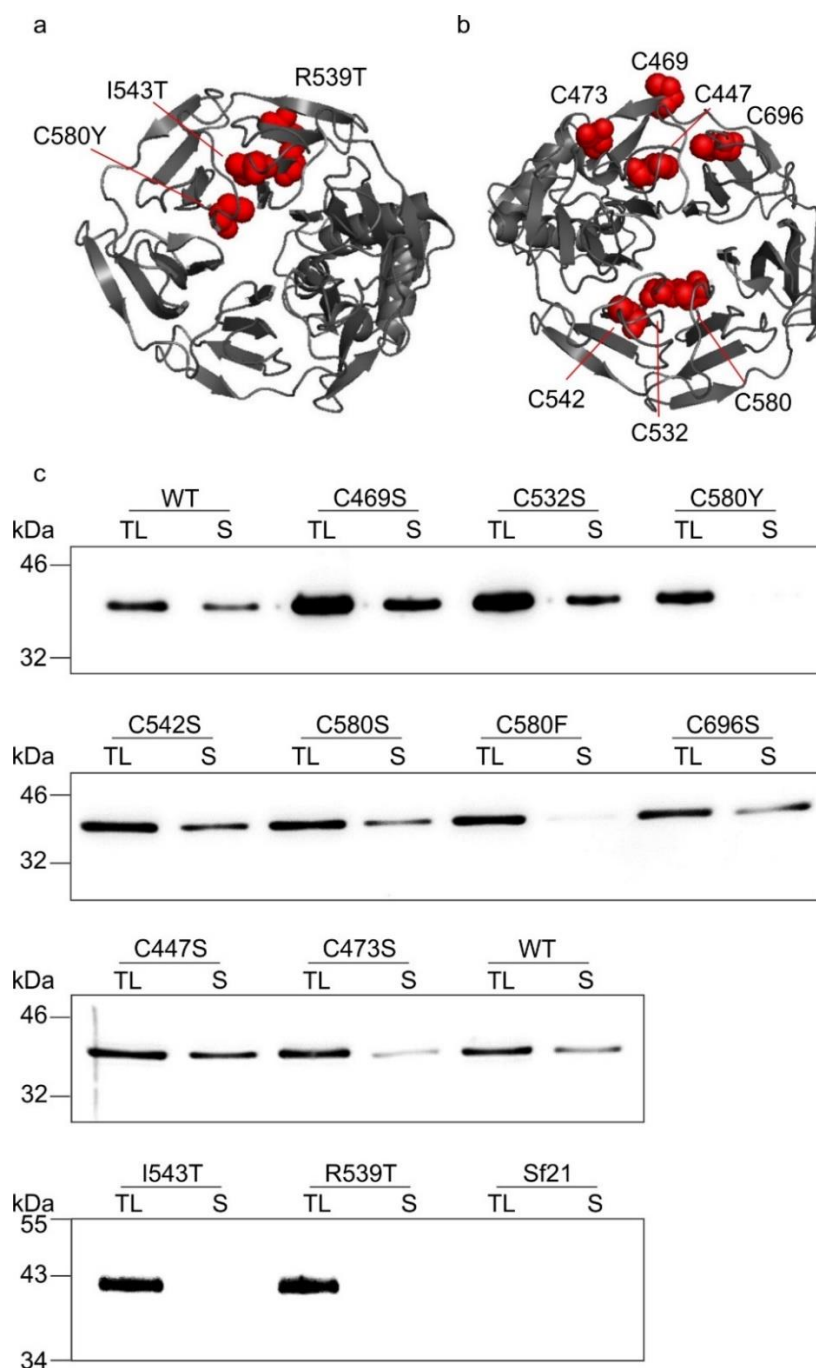 a
b
I543T
R539T
C580Y
C469
C473
C447
C696
C542
C532
C580
c
WT C469S C532S C580Y
kDa TL S TL S TL S TL S
46
32
C542S C580S C580F C696S
kDa TL S TL S TL S TL S
46
32
C447S C473S WT
kDa TL S TL S TL S
46
32
I543T R539T Sf21
kDa TL S TL S TL S
55
43
34